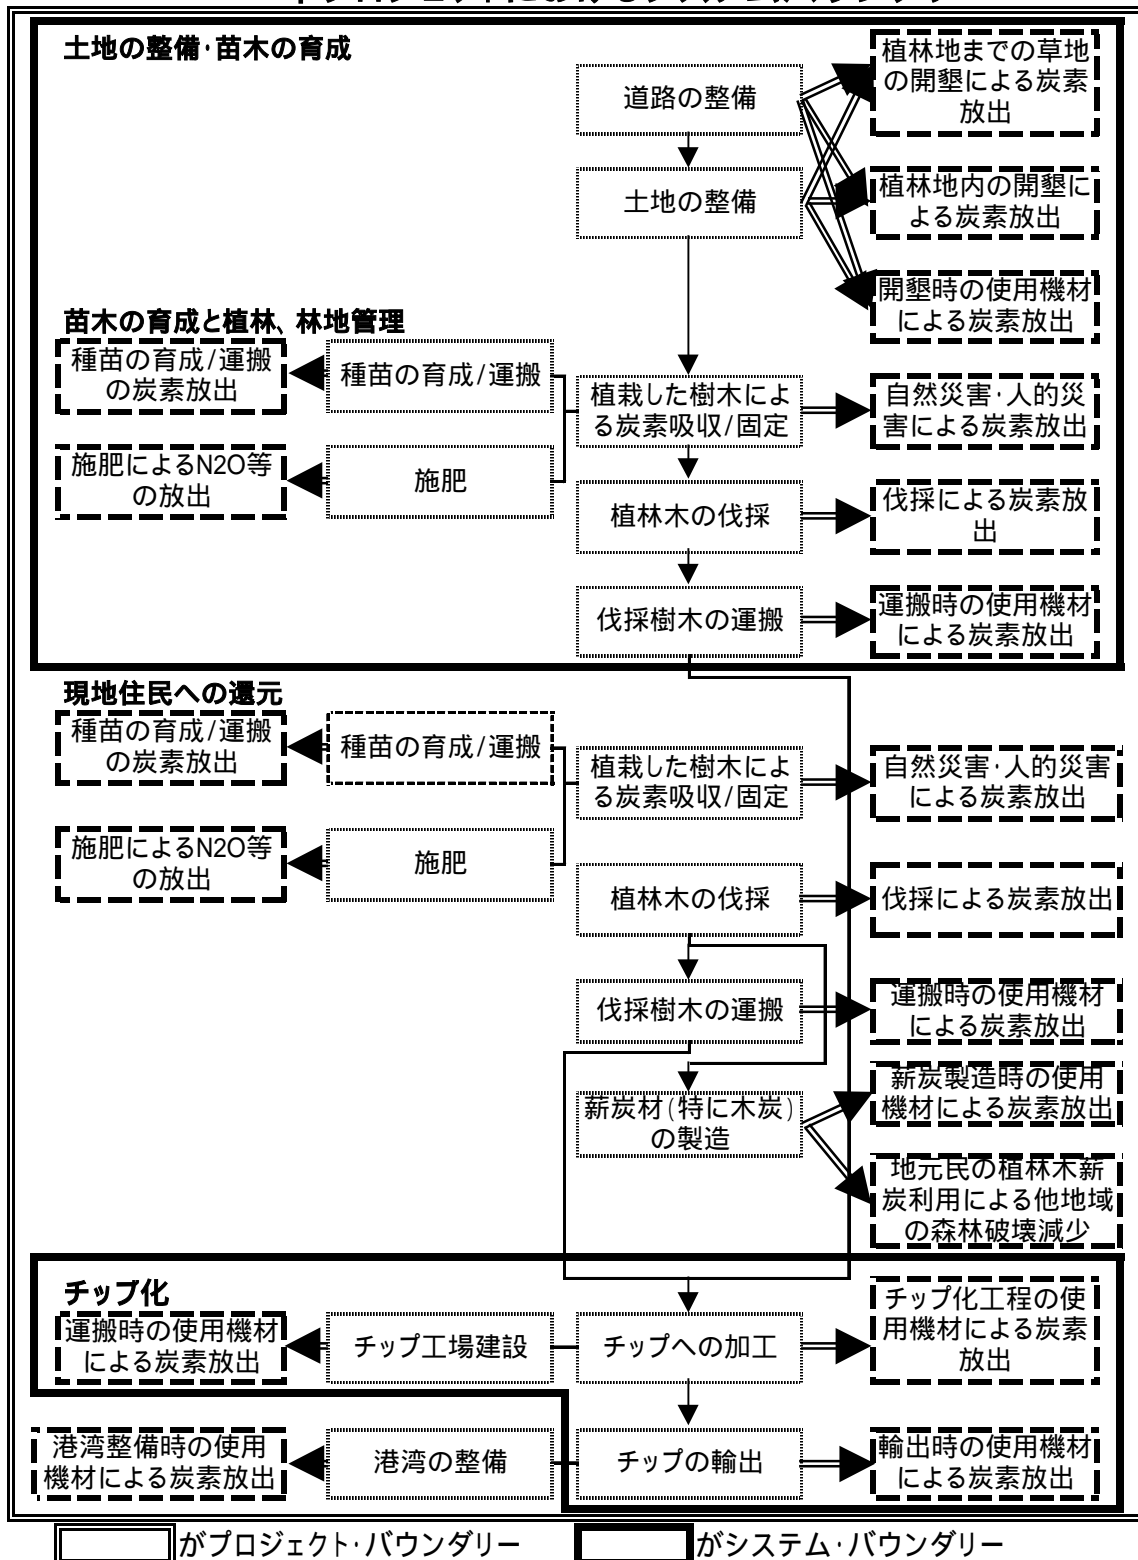 土地の整備･苗木の育成
道路の整備
植林地までの草地
の開墾による炭素
放出
土地の整備
植林地内の開墾に
よる炭素放出
開墾時の使用機材
による炭素放出
苗木の育成と植林、林地管理
種苗の育成/運搬
の炭素放出
種苗の育成/運搬
植栽した樹木によ
る炭素吸収/固定
自然災害･人的災
害による炭素放出
施肥によるN2O等
の放出
施肥
植林木の伐採
伐採による炭素放
出
伐採樹木の運搬
運搬時の使用機材
による炭素放出
現地住民への還元
種苗の育成/運搬
の炭素放出
種苗の育成/運搬
植栽した樹木によ
る炭素吸収/固定
自然災害･人的災害
による炭素放出
施肥によるN2O等
の放出
施肥
植林木の伐採
伐採による炭素放出
伐採樹木の運搬
運搬時の使用機材
による炭素放出
薪炭材(特に木炭)
の製造
薪炭製造時の使用
機材による炭素放出
地元民の植林木薪
炭利用による他地域
の森林破壊減少
チップ化
運搬時の使用機材
による炭素放出
チップ工場建設
チップへの加工
チップ化工程の使
用機材による炭素
放出
港湾整備時の使用
機材による炭素放出
港湾の整備
チップの輸出
輸出時の使用機材
による炭素放出
がプロジェクト･バウンダリー
がシステム･バウンダリー